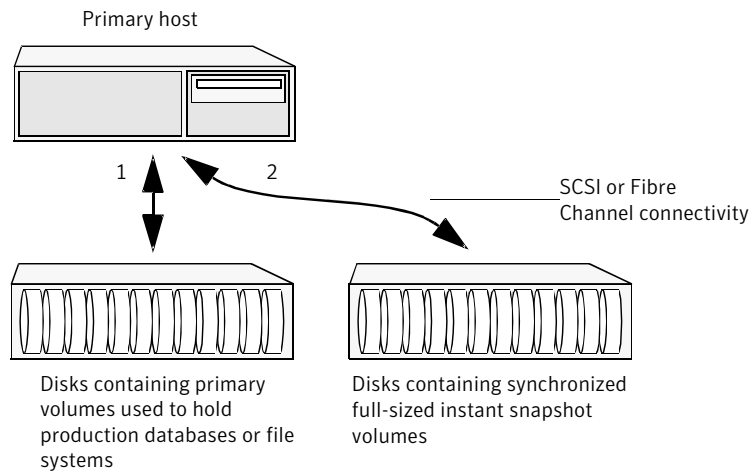 Primary host
1
2
SCSI or Fibre
Channel connectivity
Disks containing primary
volumes used to hold
production databases or file
systems
Disks containing synchronized
full-sized instant snapshot
volumes